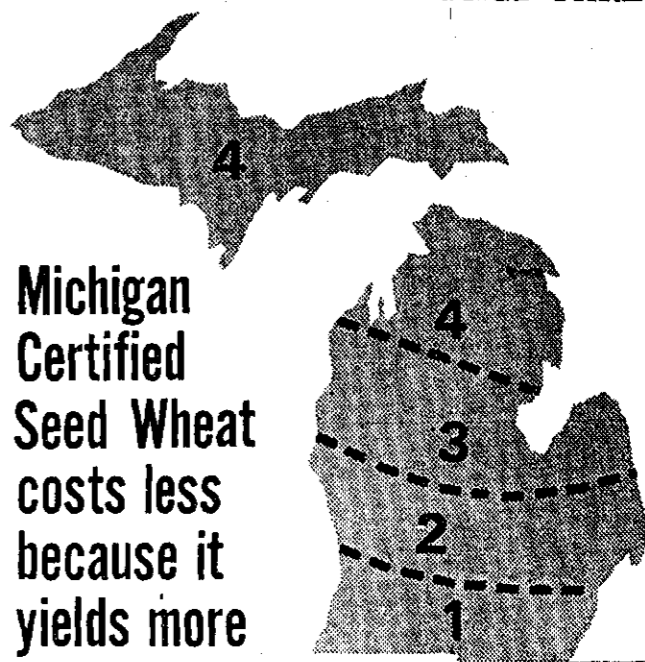 4
4
3
2
1
Michigan
Certified
Seed Wheat
costs less
because it
yields more